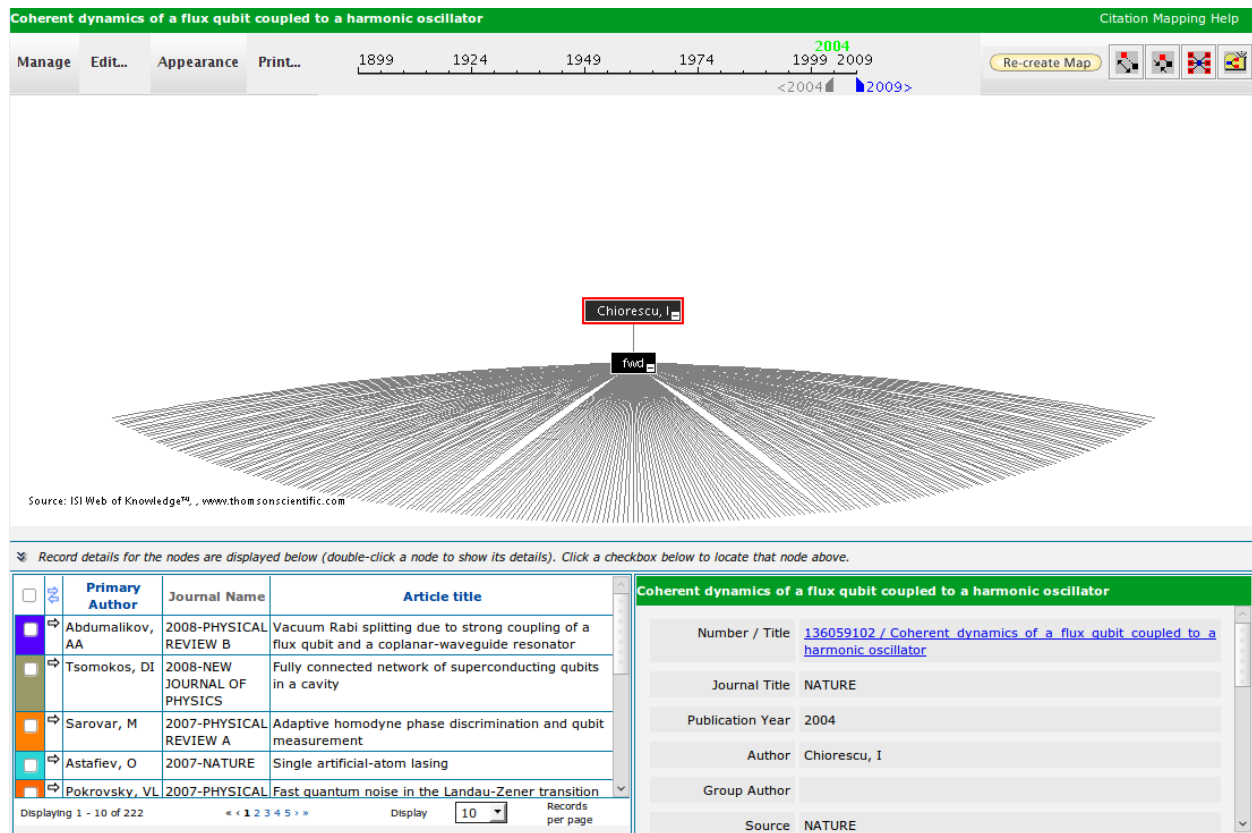 Coherent dynamics of a flux qubit coupled to a harmonic oscillator
Citation Mapping Help
Manage Edit... Appearance Print...
2004
1899 1924 1949 1974 1999 2009
<2004 2009>
Re-create Map
Chiorescu, I
fwd
Source: ISI Web of Knowledge™, , www.thomsonscientific.com
Record details for the nodes are displayed below (double-click a node to show its details). Click a checkbox below to locate that node above.
Primary Author
Journal Name
Article title
Abdumalikov, AA
2008-PHYSICAL REVIEW B
Vacuum Rabi splitting due to strong coupling of a flux qubit and a coplanar-waveguide resonator
Tsomokos, DI
2008-NEW JOURNAL OF PHYSICS
Fully connected network of superconducting qubits in a cavity
Sarovar, M
2007-PHYSICAL REVIEW A
Adaptive homodyne phase discrimination and qubit measurement
Astafiev, O
2007-NATURE
Single artificial-atom lasing
Pokrovsky, VL
2007-PHYSICAL
Fast quantum noise in the Landau-Zener transition
Displaying 1 - 10 of 222
« ‹ 1 2 3 4 5 › »
Display 10 Records per page
Coherent dynamics of a flux qubit coupled to a harmonic oscillator
Number / Title 136059102 / Coherent dynamics of a flux qubit coupled to a
harmonic oscillator
Journal Title NATURE
Publication Year 2004
Author Chiorescu, I
Group Author
Source NATURE